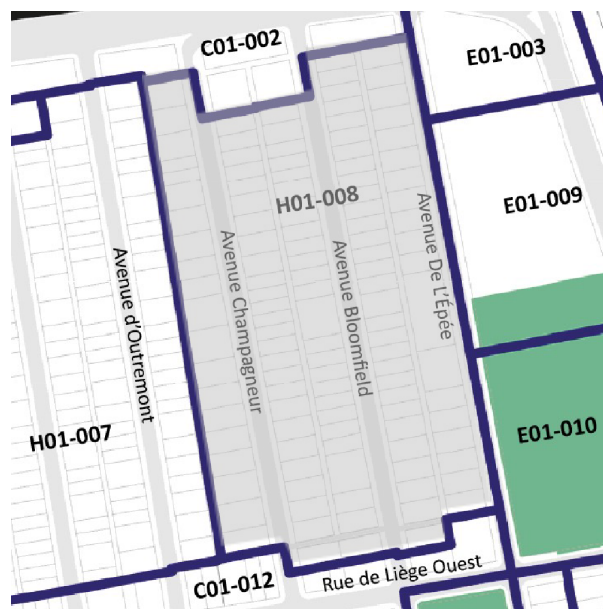 C01-002
E01-003
H01-008
E01-009
Avenue d'Outremont
Avenue Champagneur
Avenue Bloomfield
Avenue De L'Épée
H01-007
E01-010
C01-012
Rue de Liège Ouest